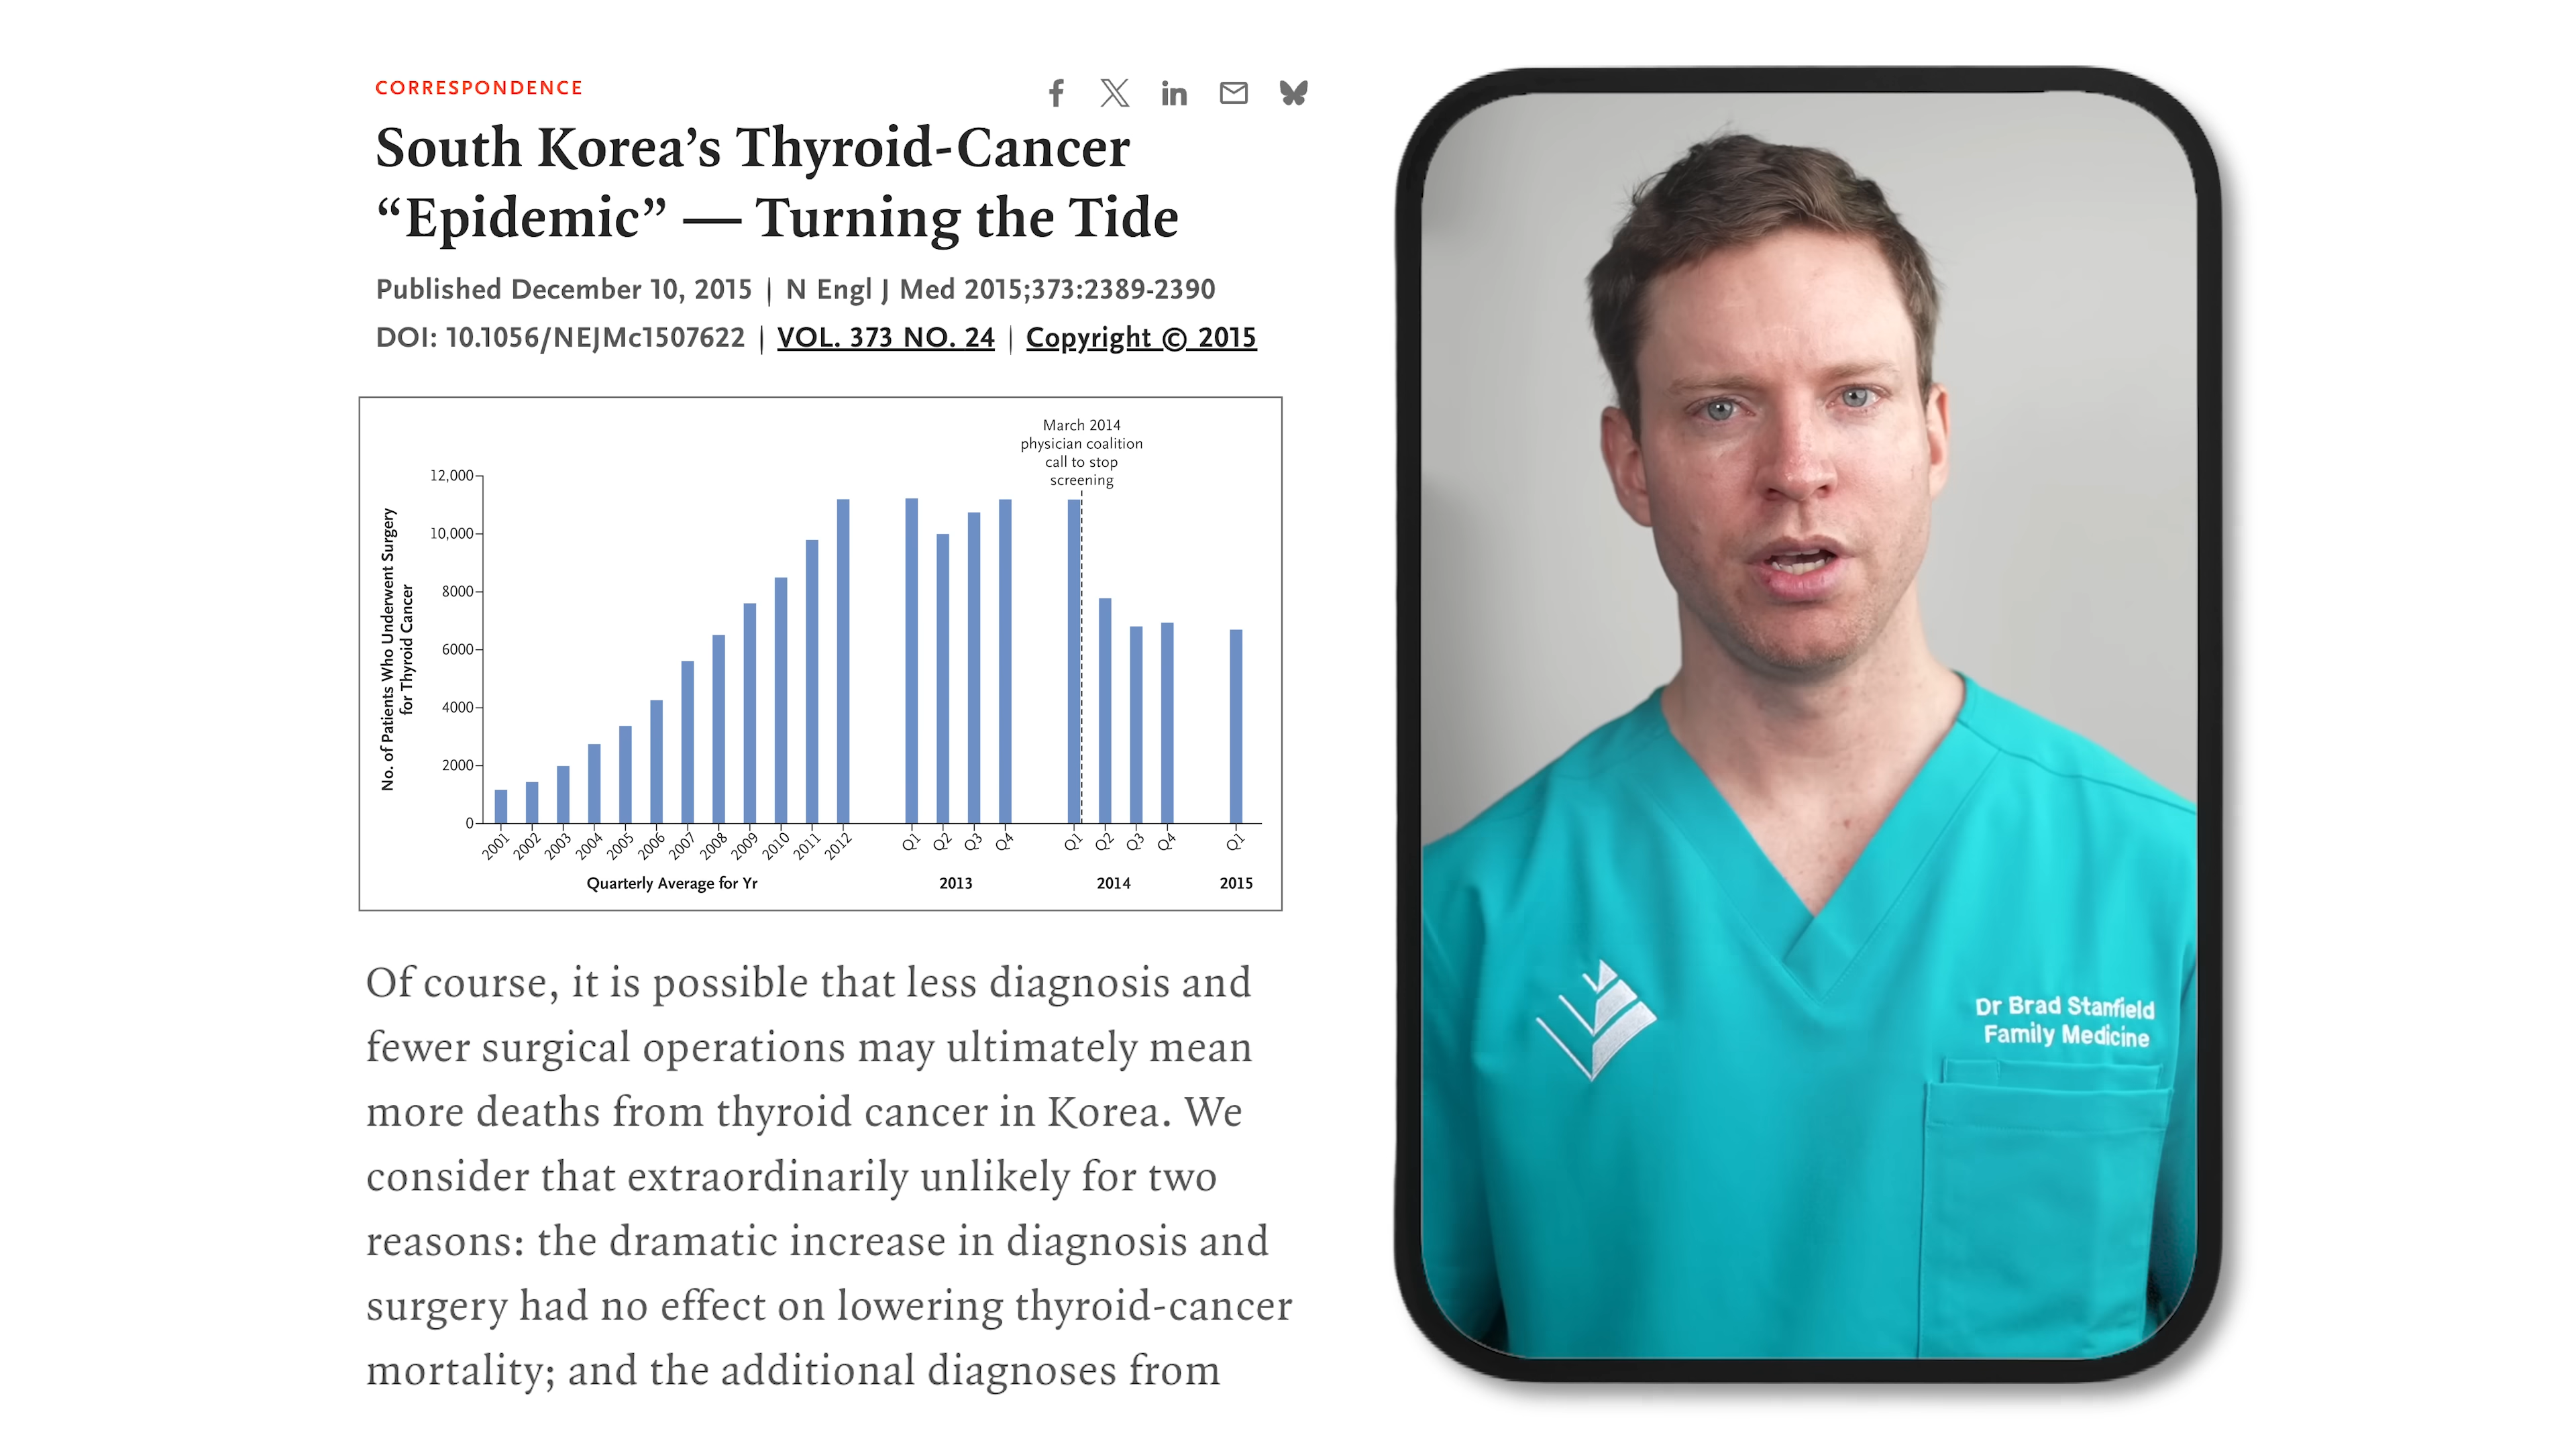 CORRESPONDENCE
South Korea’s Thyroid-Cancer
“Epidemic” — Turning the Tide
Published December 10, 2015 | N Engl J Med 2015;373:2389-2390
DOI: 10.1056/NEJMc1507622 | VOL. 373 NO. 24 | Copyright © 2015
March 2014
physician coalition
call to stop
screening
No. of Patients Who Underwent Surgery
for Thyroid Cancer
12,000
10,000
8000
6000
4000
2000
0
2001 2002 2003 2004 2005 2006 2007 2008 2009 2010 2011 2012 Q1 Q2 Q3 Q4 Q1 Q2 Q3 Q4 Q1
Quarterly Average for Yr 2013 2014 2015
Of course, it is possible that less diagnosis and
fewer surgical operations may ultimately mean
more deaths from thyroid cancer in Korea. We
consider that extraordinarily unlikely for two
reasons: the dramatic increase in diagnosis and
surgery had no effect on lowering thyroid-cancer
mortality; and the additional diagnoses from
Dr Brad Stanfield
Family Medicine